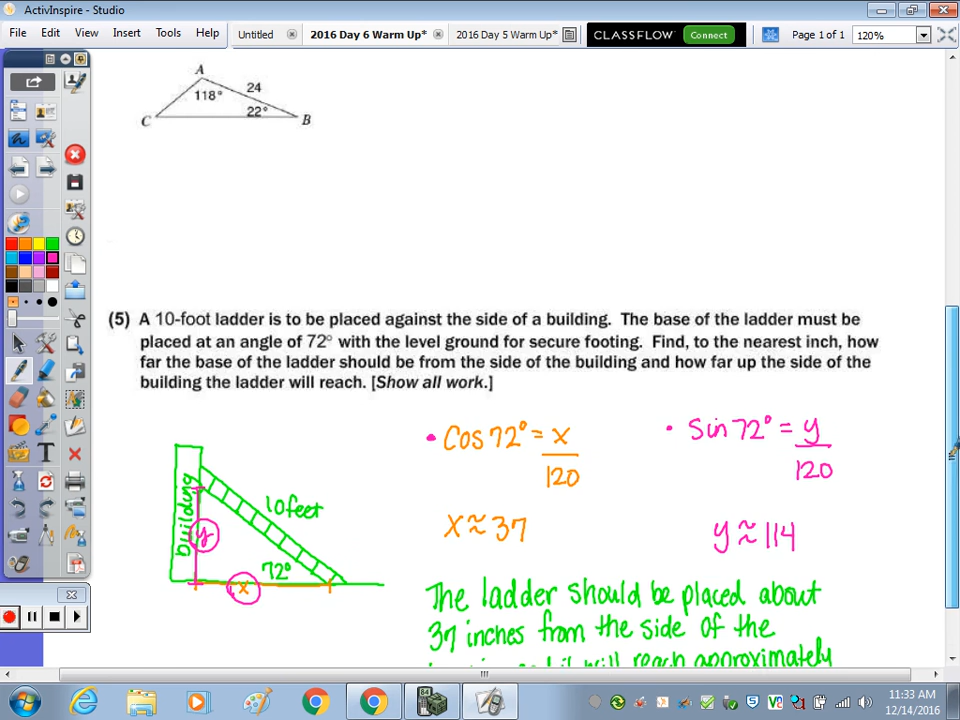 ActivInspire - Studio
File Edit View Insert Tools Help Untitled 2016 Day 6 Warm Up* 2016 Day 5 Warm Up* CLASSFLOW Connect Page 1 of 1 120%
A
118° 24
C 22° B
(5) A 10-foot ladder is to be placed against the side of a building. The base of the ladder must be
placed at an angle of 72° with the level ground for secure footing. Find, to the nearest inch, how
far the base of the ladder should be from the side of the building and how far up the side of the
building the ladder will reach. [Show all work.]
• Cos 72° = x/120
• Sin 72° = y/120
building
10 feet
y
72°
x
x ≈ 37
y ≈ 114
The ladder should be placed about
37 inches from the side of the
will reach approximately
11:33 AM
12/14/2016